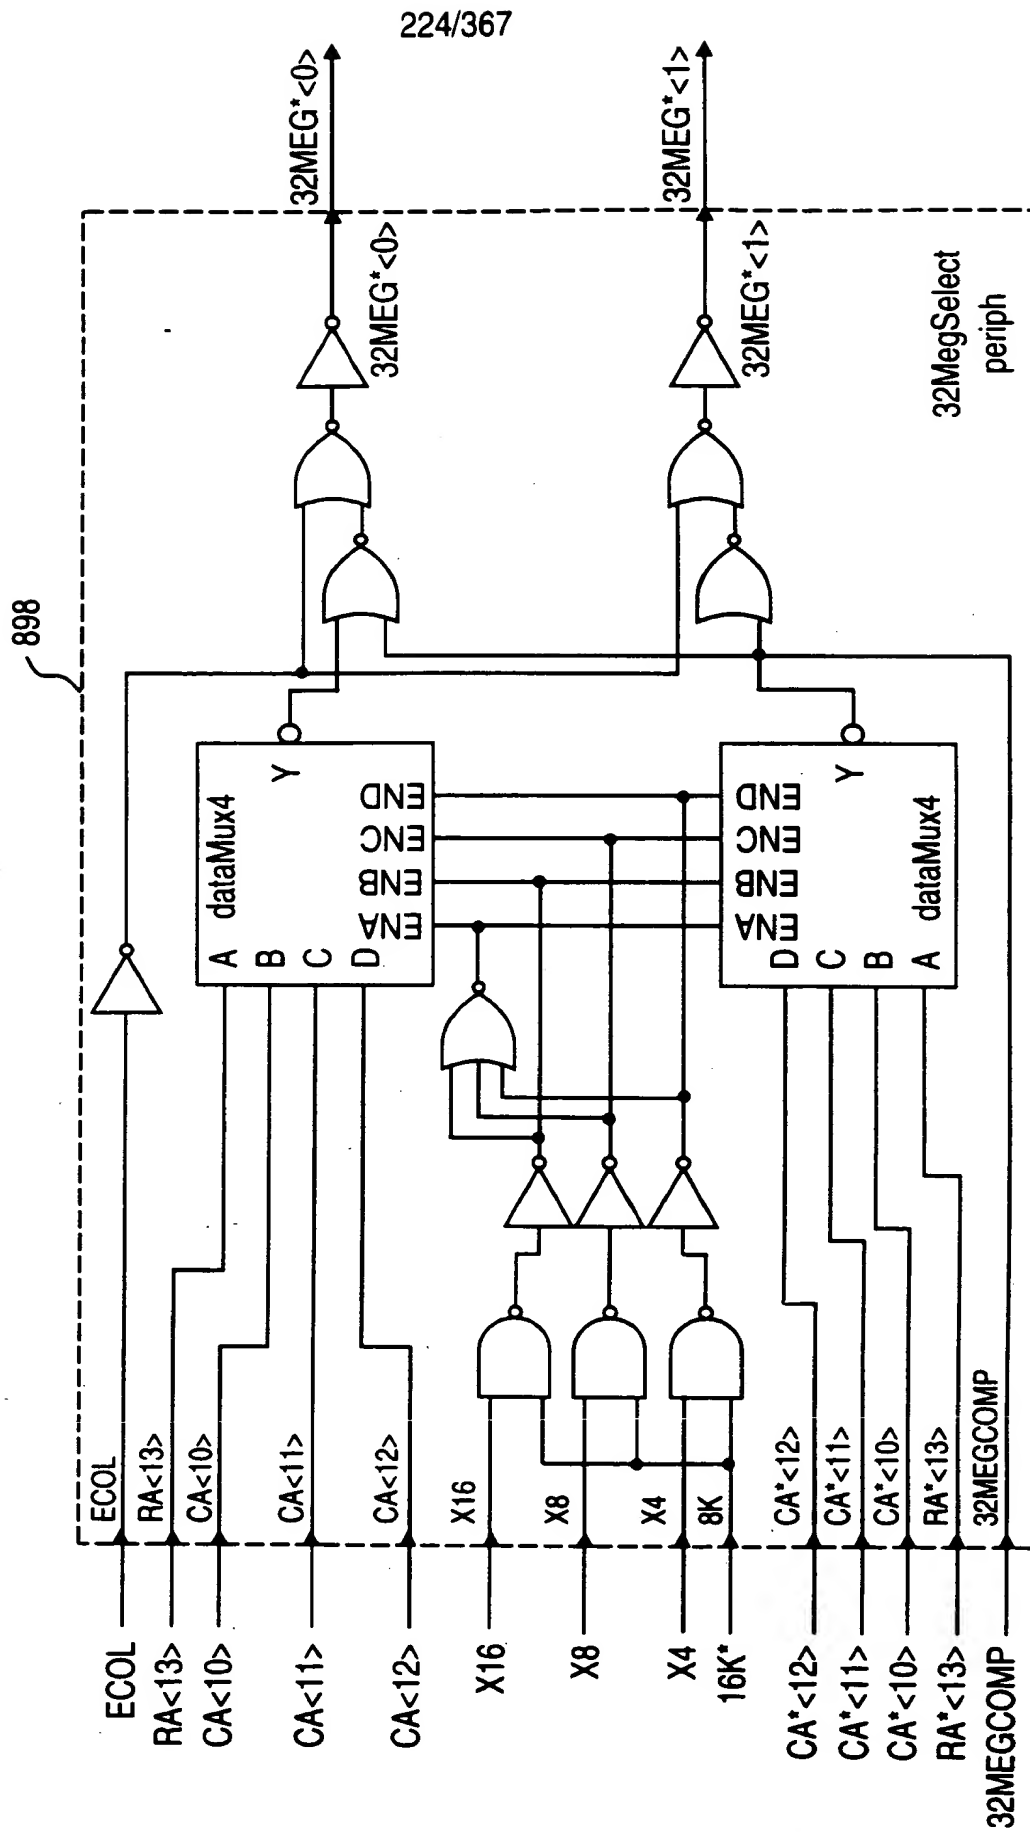 224/367
898
32MEG*<0>
32MEG*<0>
32MEG*<1>
32MEG*<1>
32MegSelect
periph
dataMux4
Y
A
B
C
D
ENA
ENB
ENC
END
dataMux4
Y
D
C
B
A
ENA
ENB
ENC
END
ECOL
RA<13>
CA<10>
CA<11>
CA<12>
X16
X8
X4
8K
CA*<12>
CA*<11>
CA*<10>
RA*<13>
32MEGCOMP
ECOL
RA<13>
CA<10>
CA<11>
CA<12>
X16
X8
X4
16K*
CA*<12>
CA*<11>
CA*<10>
RA*<13>
32MEGCOMP